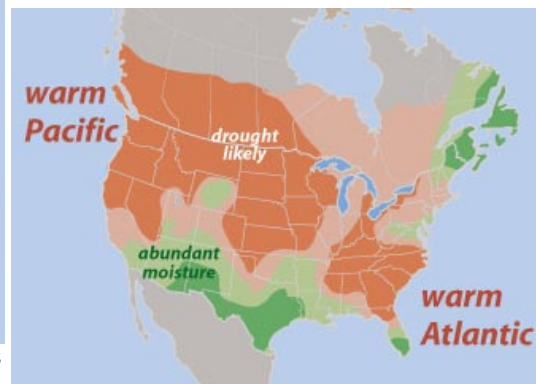 warm
Pacific
drought
likely
abundant
moisture
warm
Atlantic